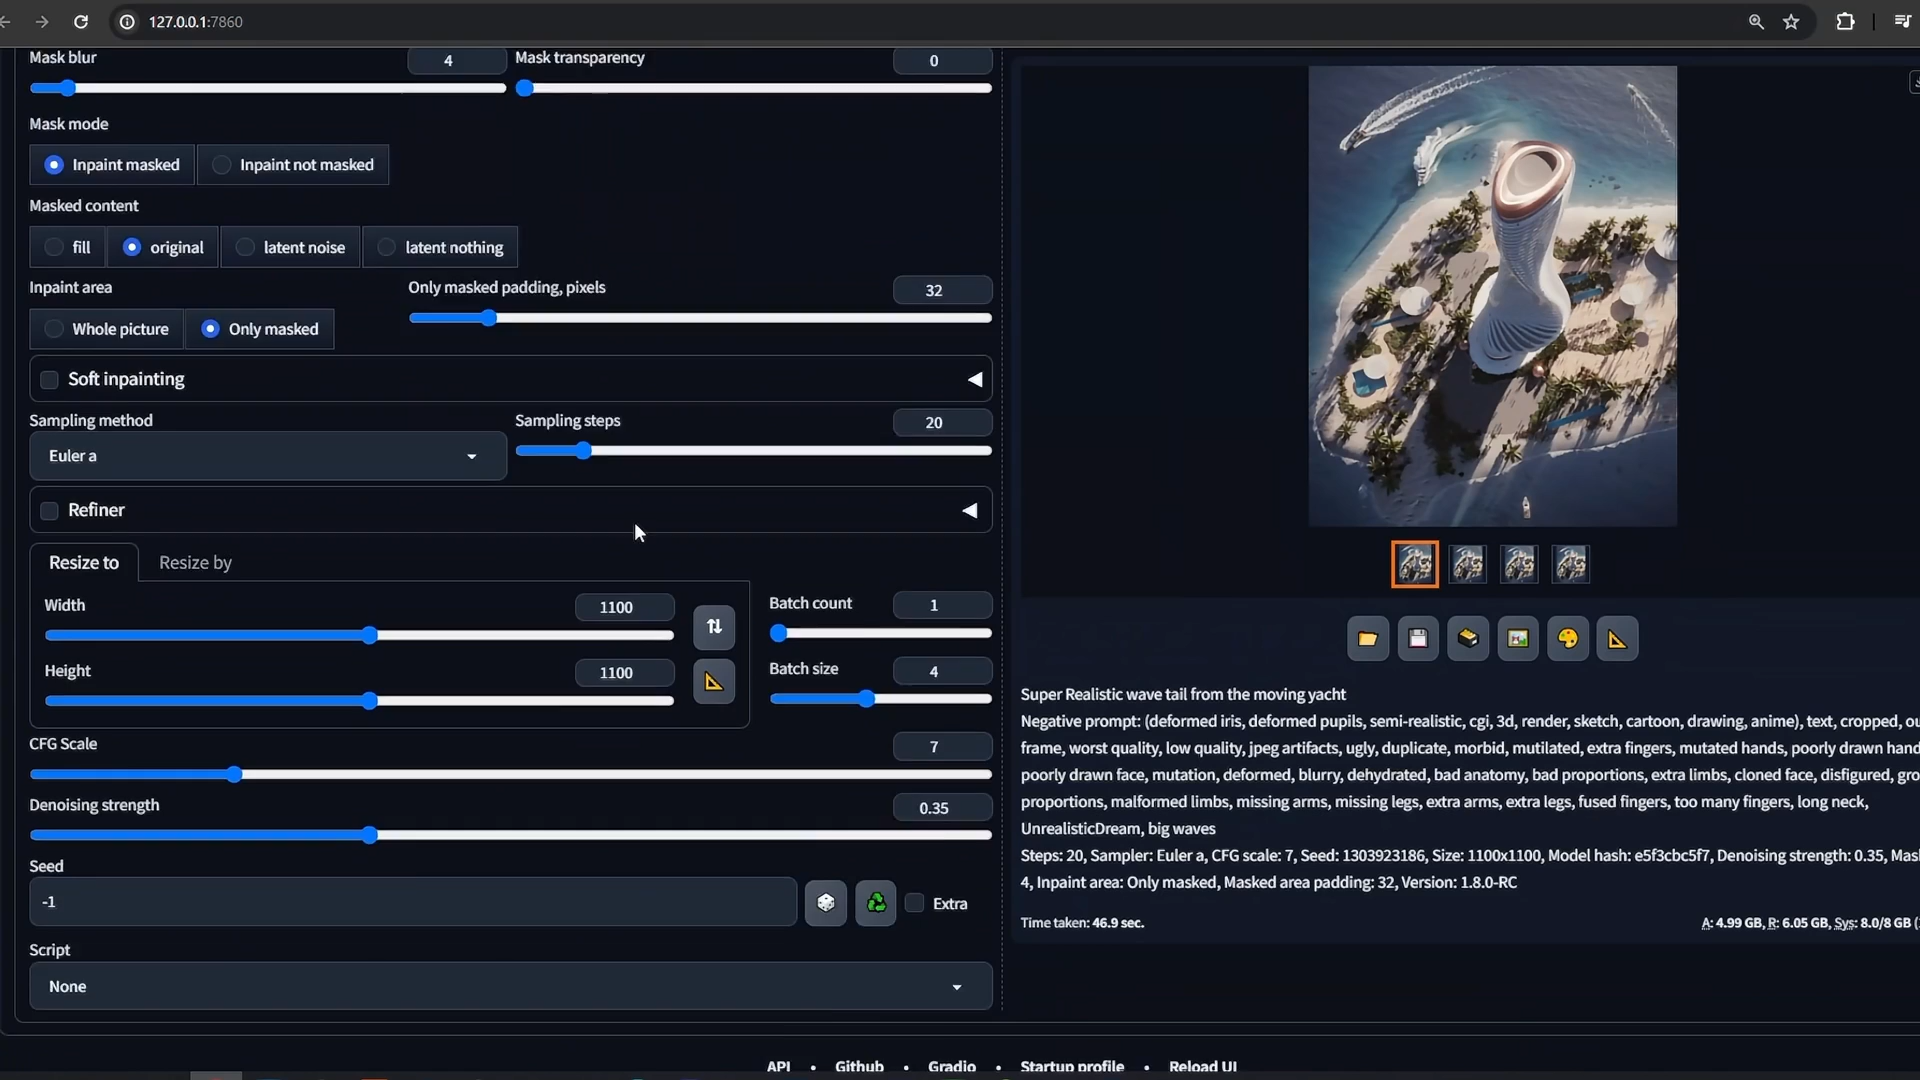 127.0.0.1:7860
Mask blur
4
Mask transparency
0
Mask mode
Inpaint masked
Inpaint not masked
Masked content
fill
original
latent noise
latent nothing
Inpaint area
Only masked padding, pixels
32
Whole picture
Only masked
Soft inpainting
Sampling method
Sampling steps
20
Euler a
Refiner
Resize to
Resize by
Width
1100
Batch count
1
Height
1100
Batch size
4
CFG Scale
7
Denoising strength
0.35
Seed
-1
Extra
Script
None
Super Realistic wave tail from the moving yacht
Negative prompt: (deformed iris, deformed pupils, semi-realistic, cgi, 3d, render, sketch, cartoon, drawing, anime), text, cropped,
frame, worst quality, low quality, jpeg artifacts, ugly, duplicate, morbid, mutilated, extra fingers, mutated hands, poorly drawn
poorly drawn face, mutation, deformed, blurry, dehydrated, bad anatomy, bad proportions, extra limbs, cloned face, disfigured,
proportions, malformed limbs, missing arms, missing legs, extra arms, extra legs, fused fingers, too many fingers, long neck,
UnrealisticDream, big waves
Steps: 20, Sampler: Euler a, CFG scale: 7, Seed: 1303923186, Size: 1100x1100, Model hash: e5f3cbc5f7, Denoising strength: 0.35,
4, Inpaint area: Only masked, Masked area padding: 32, Version: 1.8.0-RC
Time taken: 46.9 sec.
A: 4.99 GB, R: 6.05 GB, Sys: 8.0/8 GB
API • Github • Gradio • Startup profile • Reload UI